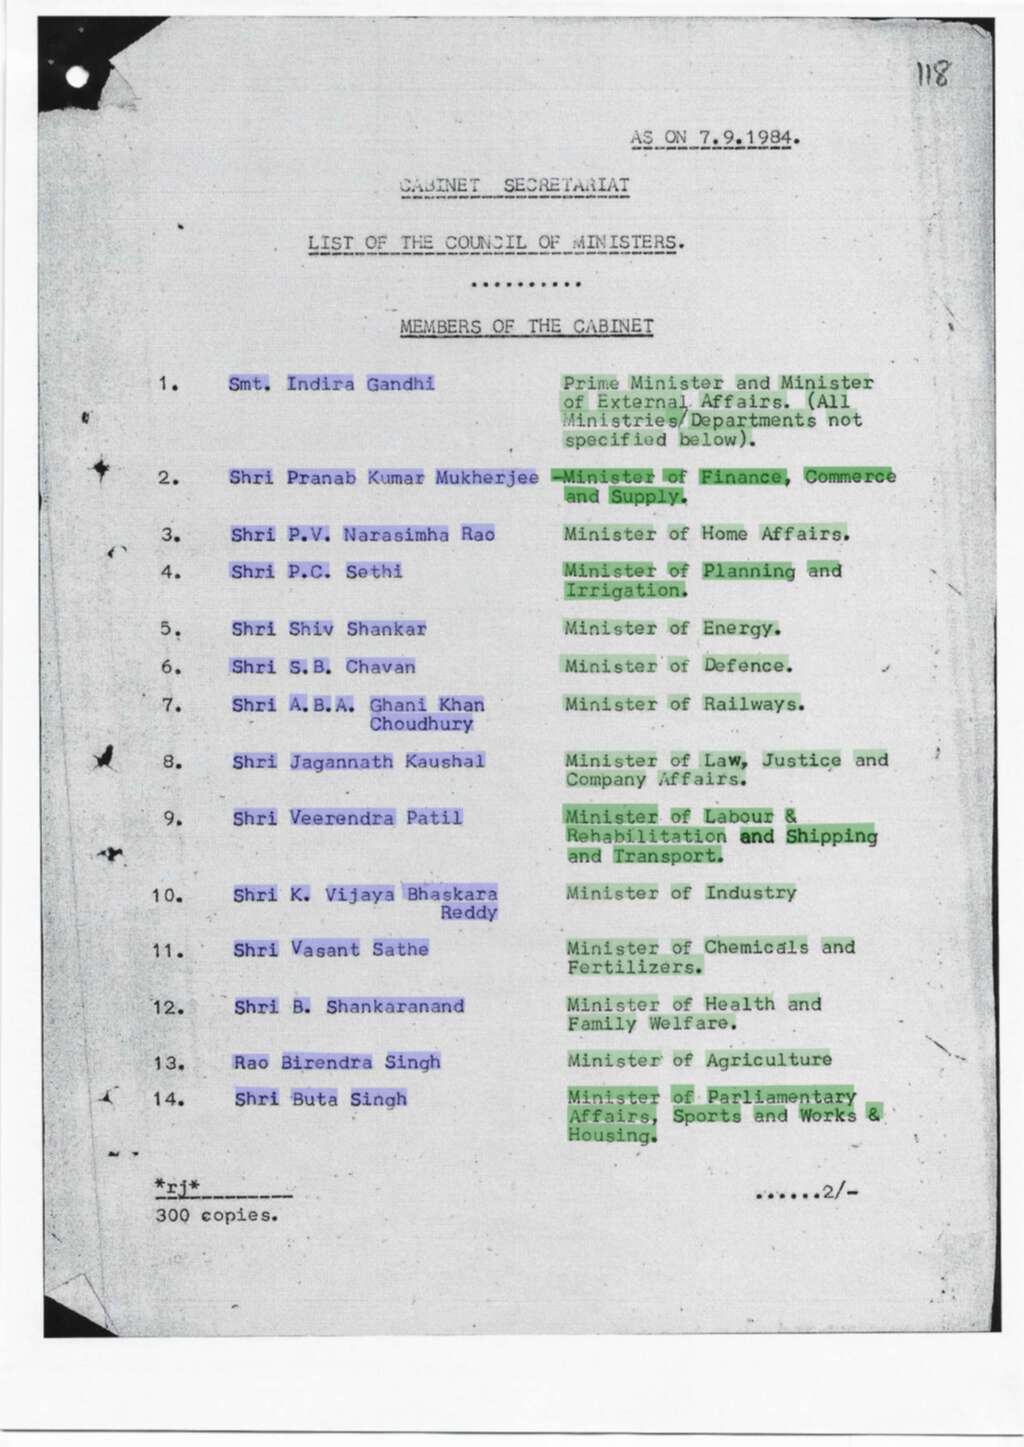 118
AS ON 7.9.1984.
CABINET SECRETARIAT
LIST OF THE COUNCIL OF MINISTERS.
..........
MEMBERS OF THE CABINET
1. Smt. Indira Gandhi Prime Minister and Minister
of External Affairs. (All
Ministries/Departments not
specified below).
2. Shri Pranab Kumar Mukherjee -Minister of Finance, Commerce
and Supply.
3. Shri P.V. Narasimha Rao Minister of Home Affairs.
4. Shri P.C. Sethi Minister of Planning and
Irrigation.
5. Shri Shiv Shankar Minister of Energy.
6. Shri S.B. Chavan Minister of Defence.
7. Shri A.B.A. Ghani Khan Minister of Railways.
Choudhury
8. Shri Jagannath Kaushal Minister of Law, Justice and
Company Affairs.
9. Shri Veerendra Patil Minister of Labour &
Rehabilitation and Shipping
and Transport.
10. Shri K. Vijaya Bhaskara Minister of Industry
Reddy
11. Shri Vasant Sathe Minister of Chemicals and
Fertilizers.
12. Shri B. Shankaranand Minister of Health and
Family Welfare.
13. Rao Birendra Singh Minister of Agriculture
14. Shri Buta Singh Minister of Parliamentary
Affairs, Sports and Works &
Housing.
*rj*
......2/-
300 copies.